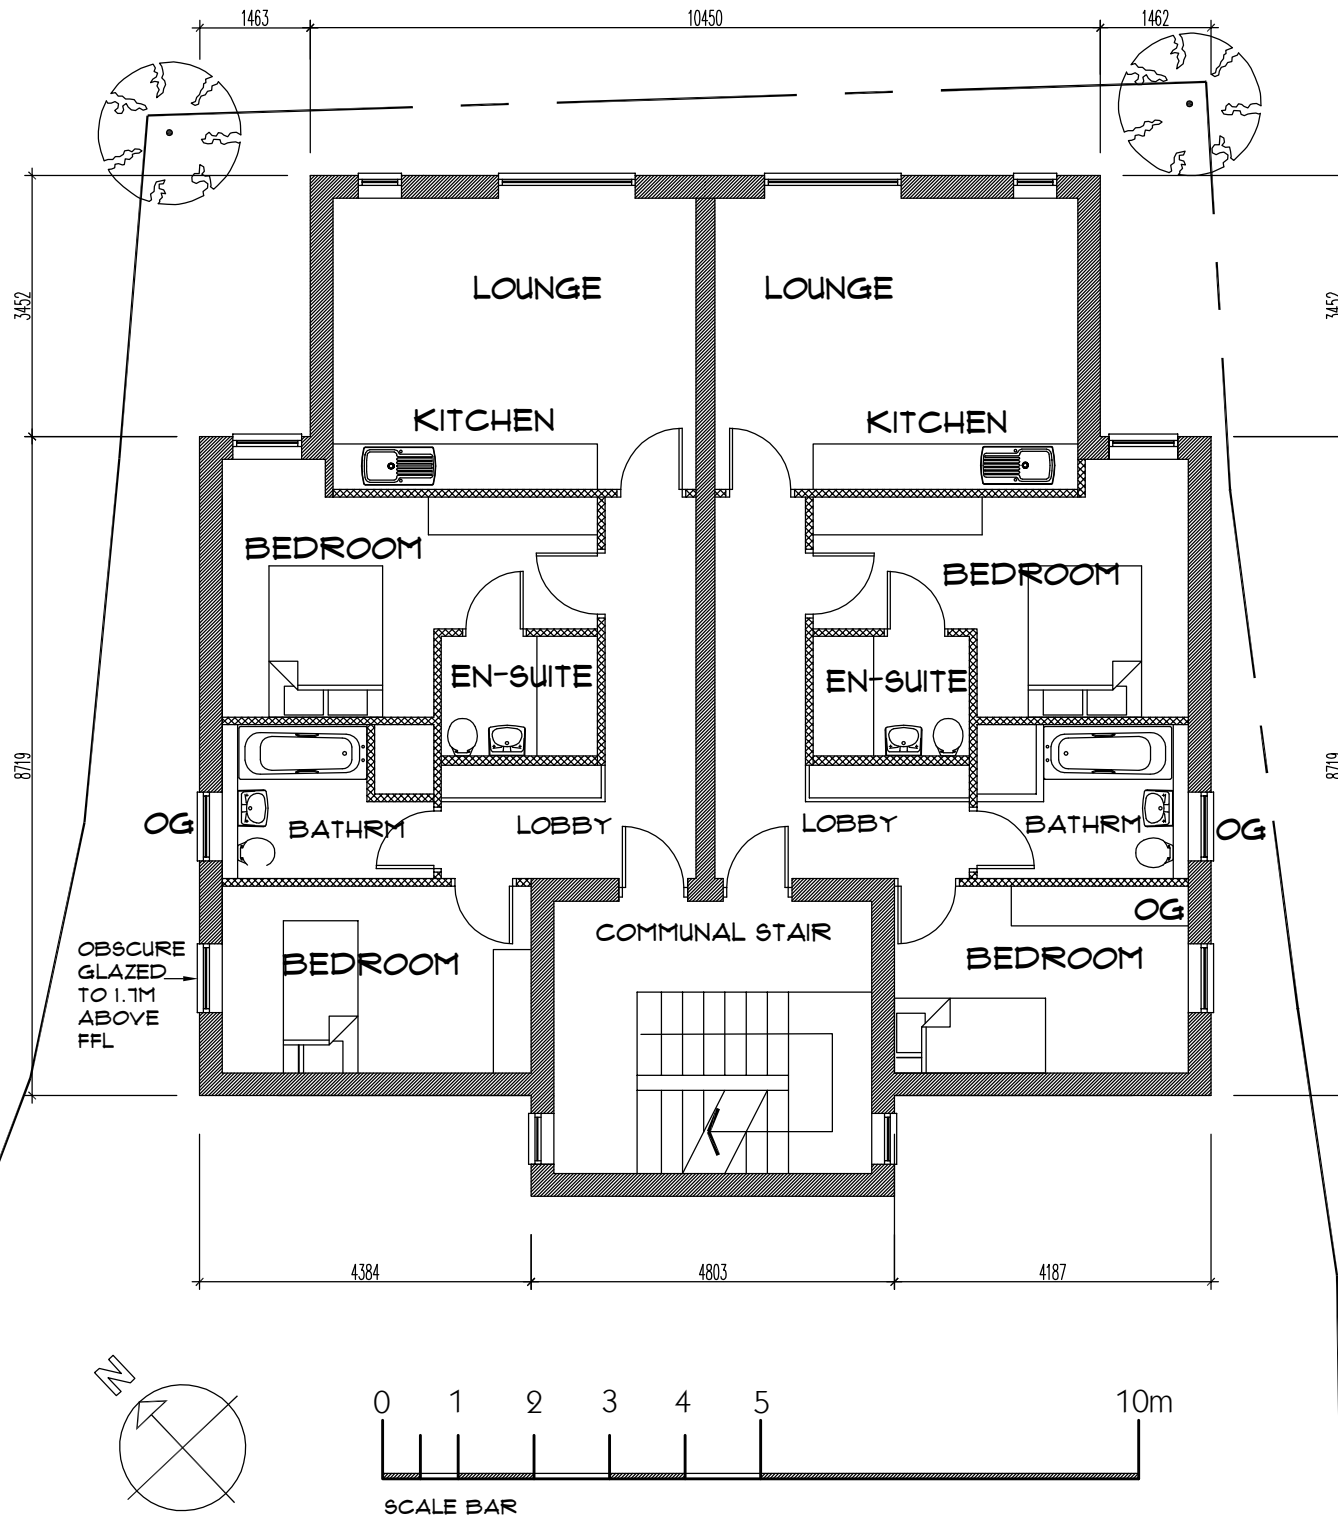 1463
10450
1462
3452
3452
LOUNGE
LOUNGE
KITCHEN
KITCHEN
BEDROOM
BEDROOM
EN-SUITE
EN-SUITE
8719
8719
OG
BATHRM
LOBBY
LOBBY
BATHRM
OG
OG
COMMUNAL STAIR
OBSCURE
GLAZED
TO 1.7M
ABOVE
FFL
BEDROOM
BEDROOM
4384
4803
4187
N
0 1 2 3 4 5 10m
SCALE BAR